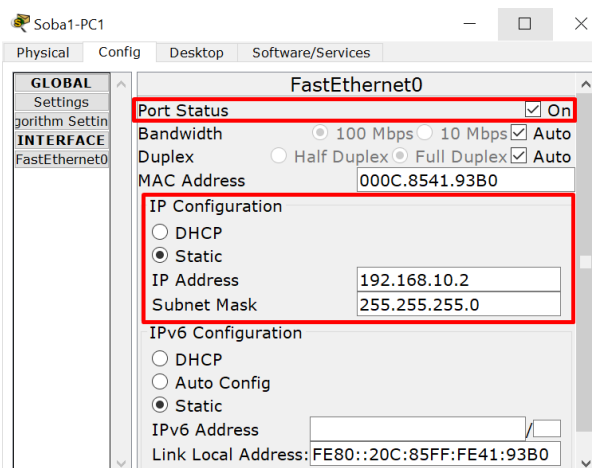 Soba1-PC1
Physical Config Desktop Software/Services
GLOBAL
Settings
gorithm Settin
INTERFACE
FastEthernet0
FastEthernet0
Port Status On
Bandwidth 100 Mbps 10 Mbps Auto
Duplex Half Duplex Full Duplex Auto
MAC Address 000C.8541.93B0
IP Configuration
DHCP
Static
IP Address 192.168.10.2
Subnet Mask 255.255.255.0
IPv6 Configuration
DHCP
Auto Config
Static
IPv6 Address /
Link Local Address: FE80::20C:85FF:FE41:93B0